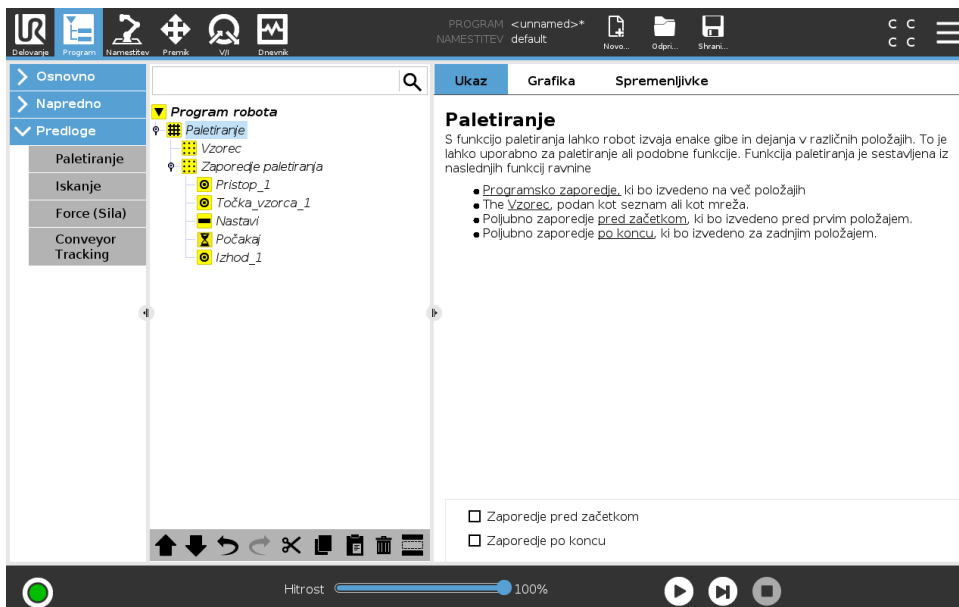 PROGRAM <unnamed>*
NAMESTITEV default
Delovanje
Program
Namestitev
Premik
V/I
Dnevnik
Novo...
Odpri...
Shrani...
C C
C C
Osnovno
Napredno
Predloge
Paletiranje
Iskanje
Force (Sila)
Conveyor
Tracking
Program robota
Paletiranje
Vzorec
Zaporedje paletiranja
Pristop_1
Točka_vzorca_1
Nastavi
Počakaj
Izhod_1
Ukaz Grafika Spremenljivke
Paletiranje
S funkcijo paletiranja lahko robot izvaja enake gibe in dejanja v različnih položajih. To je
lahko uporabno za paletiranje ali podobne funkcije. Funkcija paletiranja je sestavljena iz
naslednjih funkcij ravnine
Programsko zaporedje, ki bo izvedeno na več položajih
The Vzorec, podan kot seznam ali kot mreža.
Poljubno zaporedje pred začetkom, ki bo izvedeno pred prvim položajem.
Poljubno zaporedje po koncu, ki bo izvedeno za zadnjim položajem.
Zaporedje pred začetkom
Zaporedje po koncu
Hitrost 100%